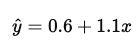 ŷ = 0.6 + 1.1x